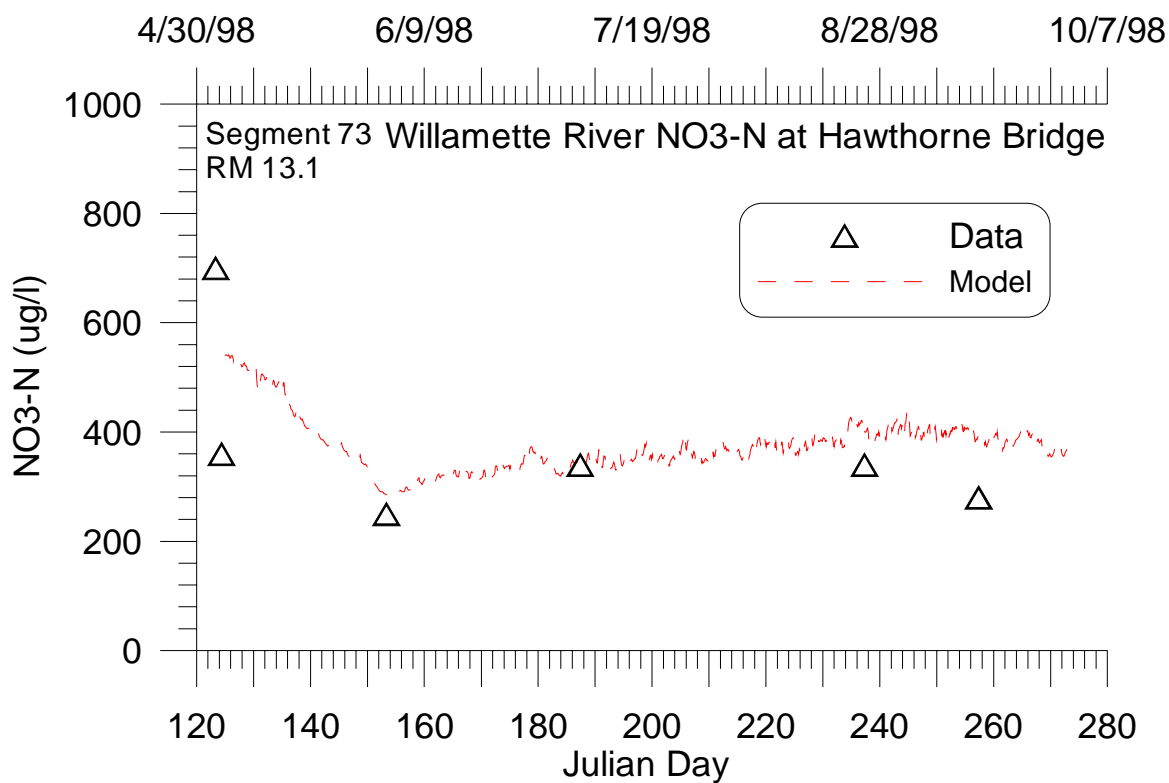 4/30/98 6/9/98 7/19/98 8/28/98 10/7/98
1000
Segment 73 Willamette River NO3-N at Hawthorne Bridge
RM 13.1
800
Data
Model
600
NO3-N (ug/l)
400
200
0
120 140 160 180 200 220 240 260 280
Julian Day